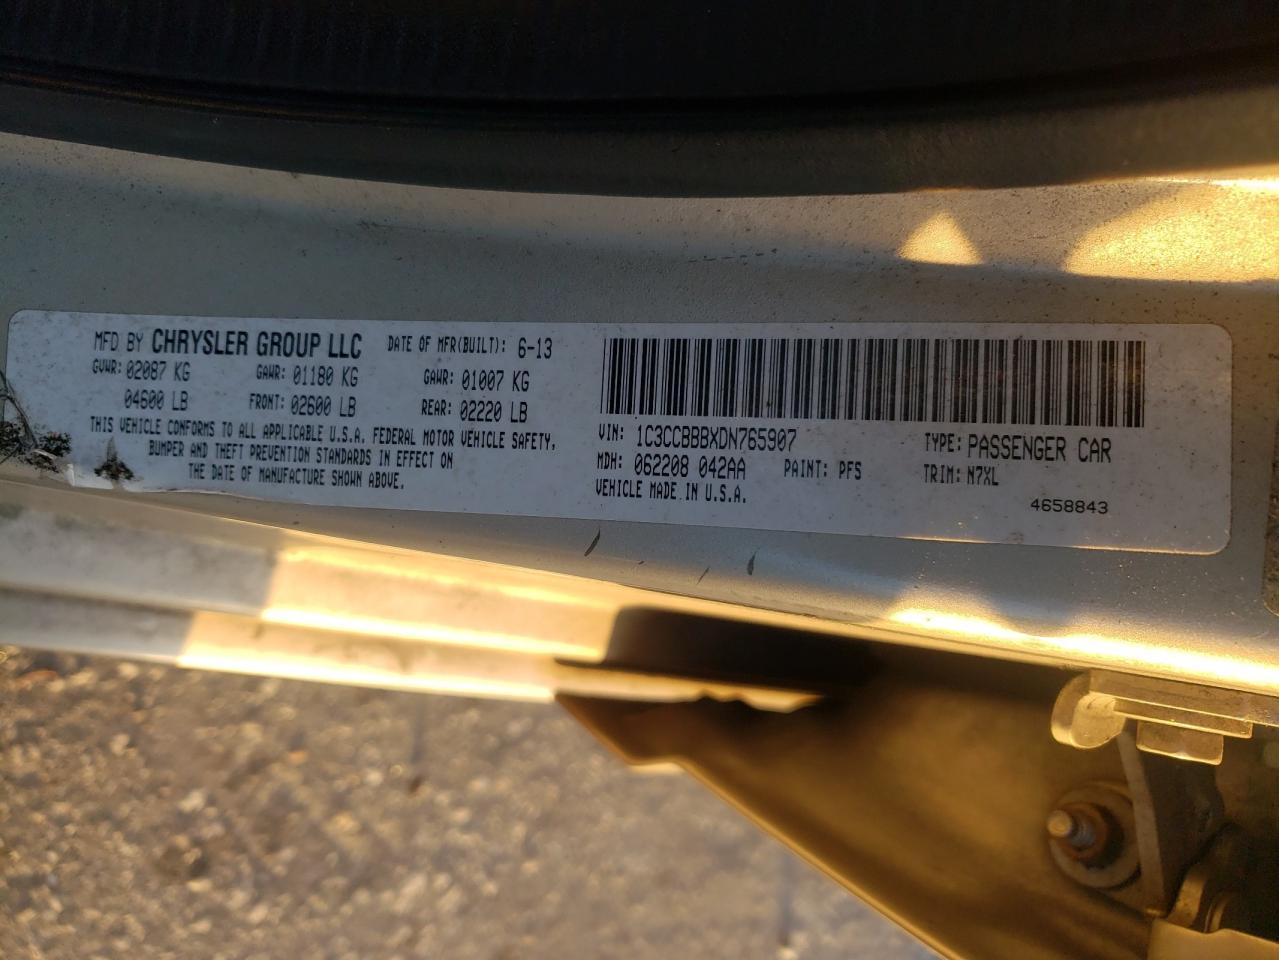 MFD BY CHRYSLER GROUP LLC DATE OF MFR(BUILT): 6-13
GVWR: 02087 KG GAWR: 01180 KG GAWR: 01007 KG
04600 LB FRONT: 02600 LB REAR: 02220 LB
THIS VEHICLE CONFORMS TO ALL APPLICABLE U.S.A. FEDERAL MOTOR VEHICLE SAFETY,
BUMPER AND THEFT PREVENTION STANDARDS IN EFFECT ON
THE DATE OF MANUFACTURE SHOWN ABOVE.
VIN: 1C3CCBBBXDN765907 TYPE: PASSENGER CAR
MDH: 062208 042AA PAINT: PFS TRIM: N7XL
VEHICLE MADE IN U.S.A.
4658843